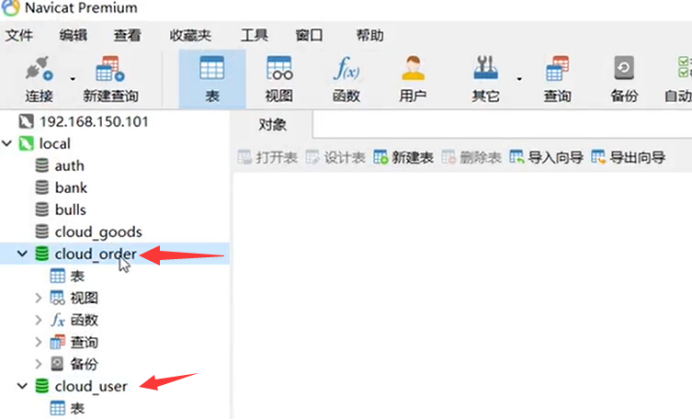 Navicat Premium
文件 编辑 查看 收藏夹 工具 窗口 帮助
f(x)
连接 新建查询 表 视图 函数 用户 其它 查询 备份 自动
192.168.150.101 对象
local
auth 打开表 设计表 新建表 删除表 导入向导 导出向导
bank
bulls
cloud_goods
cloud_order
表
视图
fx 函数
查询
备份
cloud_user
表